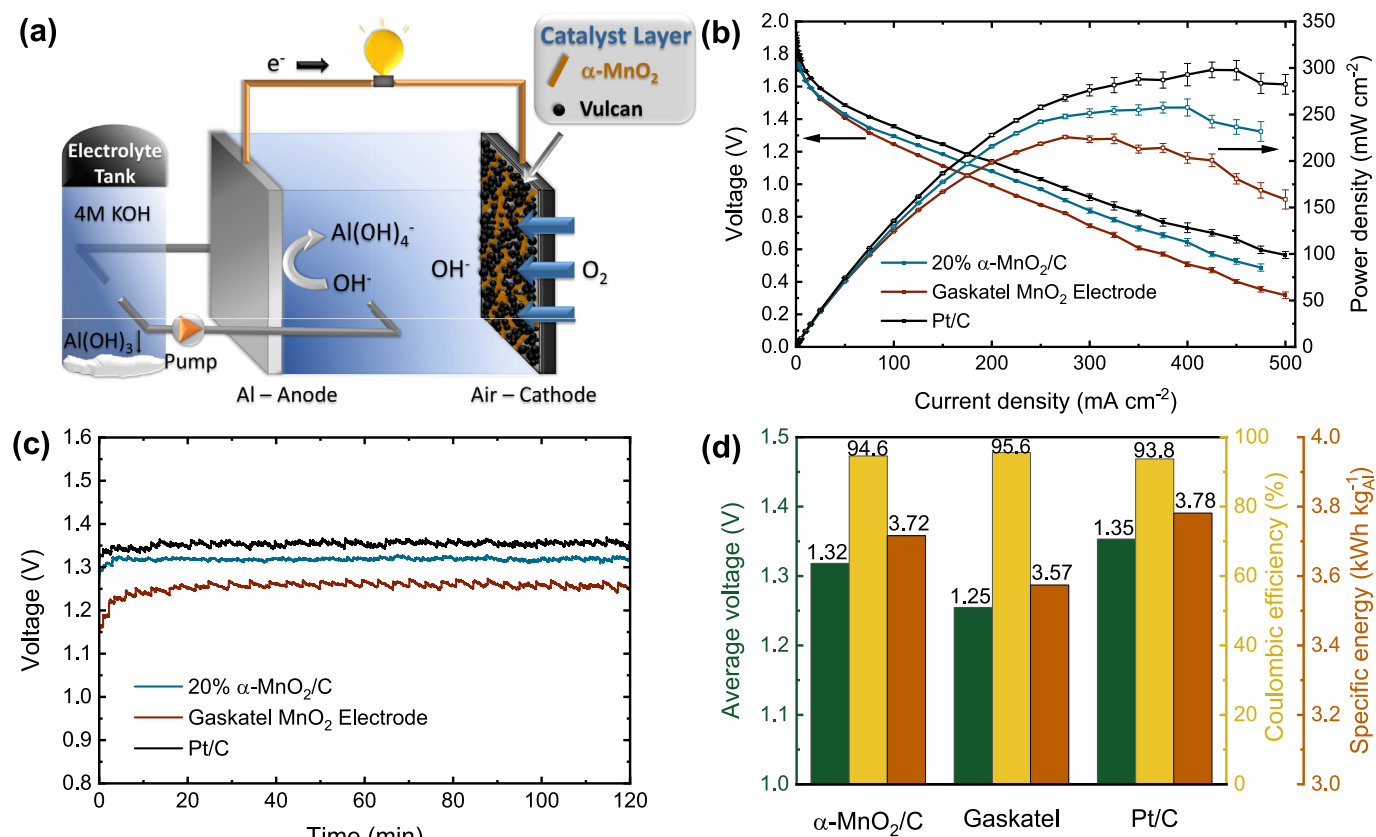 (a)
Catalyst Layer
α-MnO₂
Vulcan
e⁻
Electrolyte
Tank
4M KOH
Al(OH)₄⁻
OH⁻
OH⁻
O₂
Al(OH)₃↓
Pump
Al – Anode
Air – Cathode
(b)
Voltage (V)
2.0
1.8
1.6
1.4
1.2
1.0
0.8
0.6
0.4
0.2
0.0
20% α-MnO₂/C
Gaskatel MnO₂ Electrode
Pt/C
0 100 200 300 400 500
Current density (mA cm⁻²)
350
300
250
200
150
100
50
0
Power density (mW cm⁻²)
(c)
Voltage (V)
1.6
1.5
1.4
1.3
1.2
1.1
1.0
0.9
0.8
20% α-MnO₂/C
Gaskatel MnO₂ Electrode
Pt/C
0 20 40 60 80 100 120
Time (min)
(d)
Average voltage (V)
1.5
1.4
1.3
1.2
1.1
1.0
94.6 95.6 93.8
1.32 3.72 1.25 3.57 1.35 3.78
α-MnO₂/C Gaskatel Pt/C
100
80
60
40
20
0
Coulombic efficiency (%)
4.0
3.8
3.6
3.4
3.2
3.0
Specific energy (kWh kg⁻¹Al)